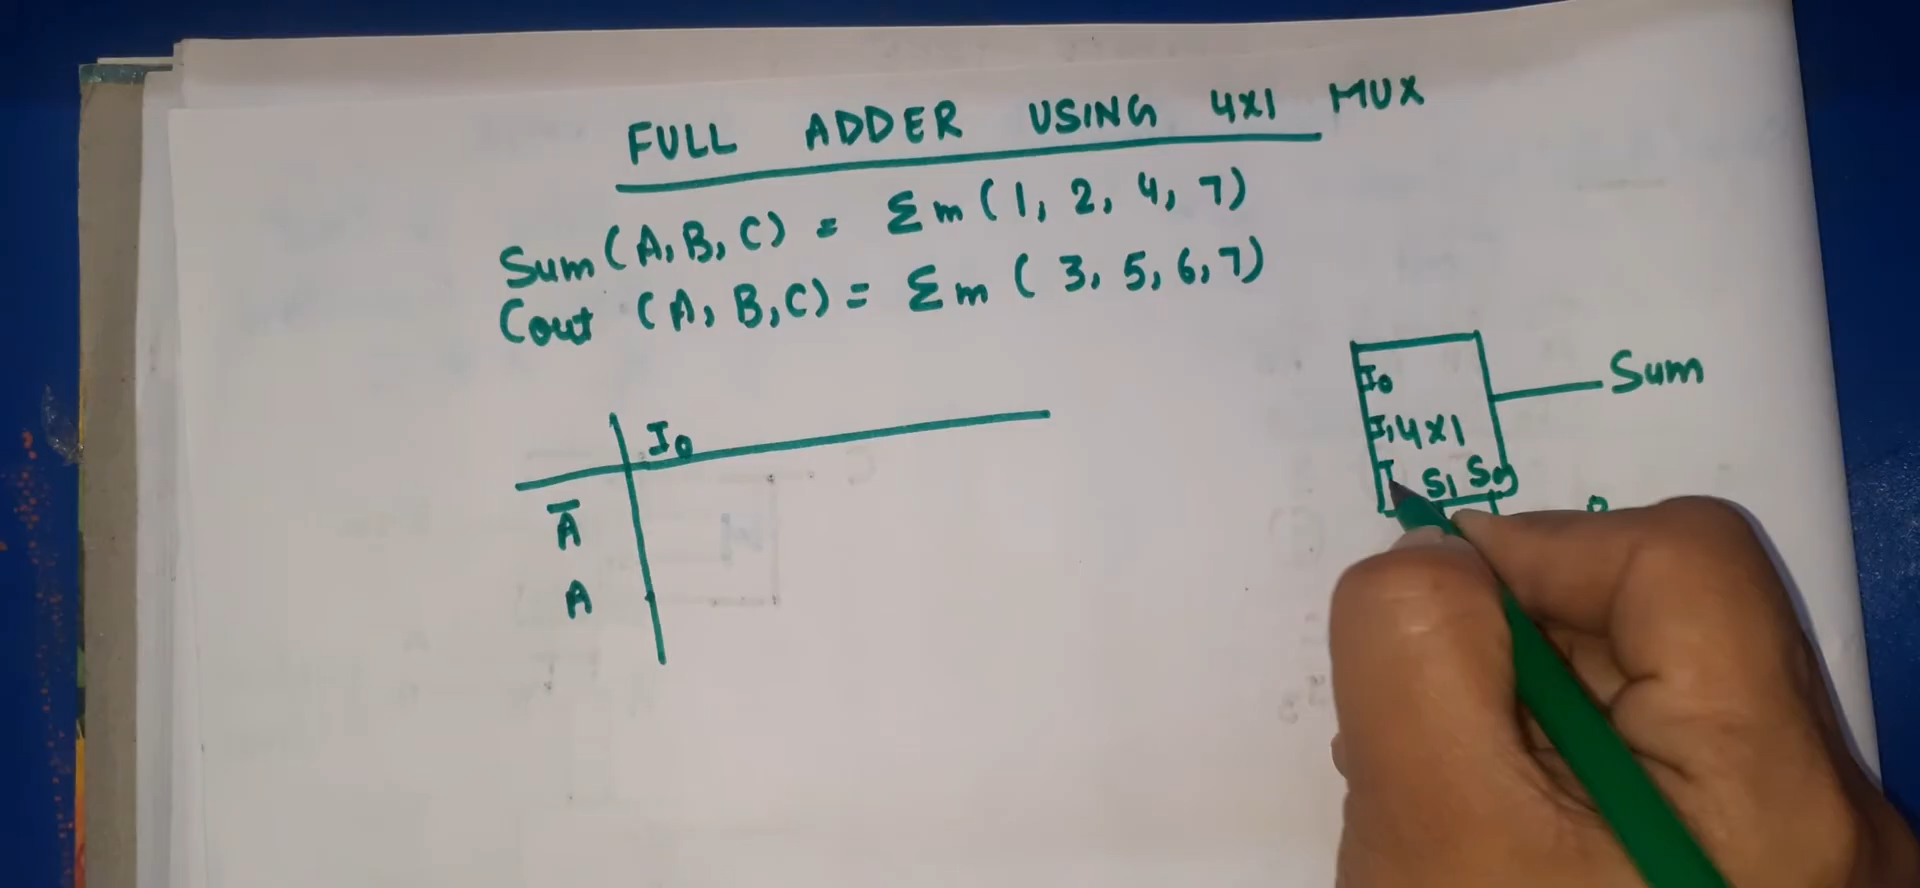 FULL ADDER USING 4x1 MUX
Sum (A, B, C) = Σm (1, 2, 4, 7)
Cout (A, B, C) = Σm (3, 5, 6, 7)
I0
A̅
A
I0
I1 4x1
I
S1 S0
Sum